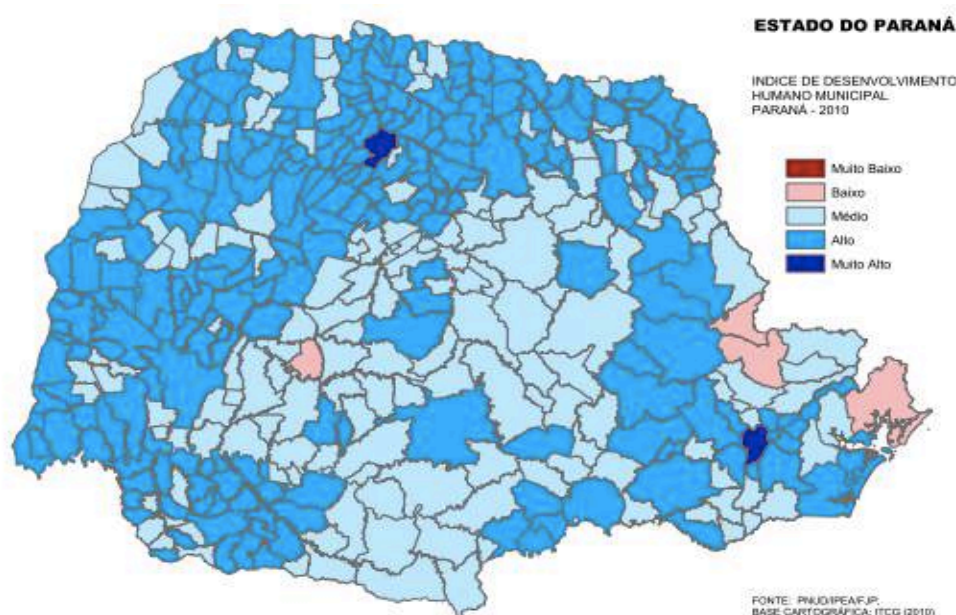 ESTADO DO PARANÁ
INDICE DE DESENVOLVIMENTO
HUMANO MUNICIPAL
PARANÁ - 2010
Muito Baixo
Baixo
Médio
Alto
Muito Alto
FONTE: PNUD/IPEA/FJP;
BASE CARTOGRÁFICA: ITCG (2010)